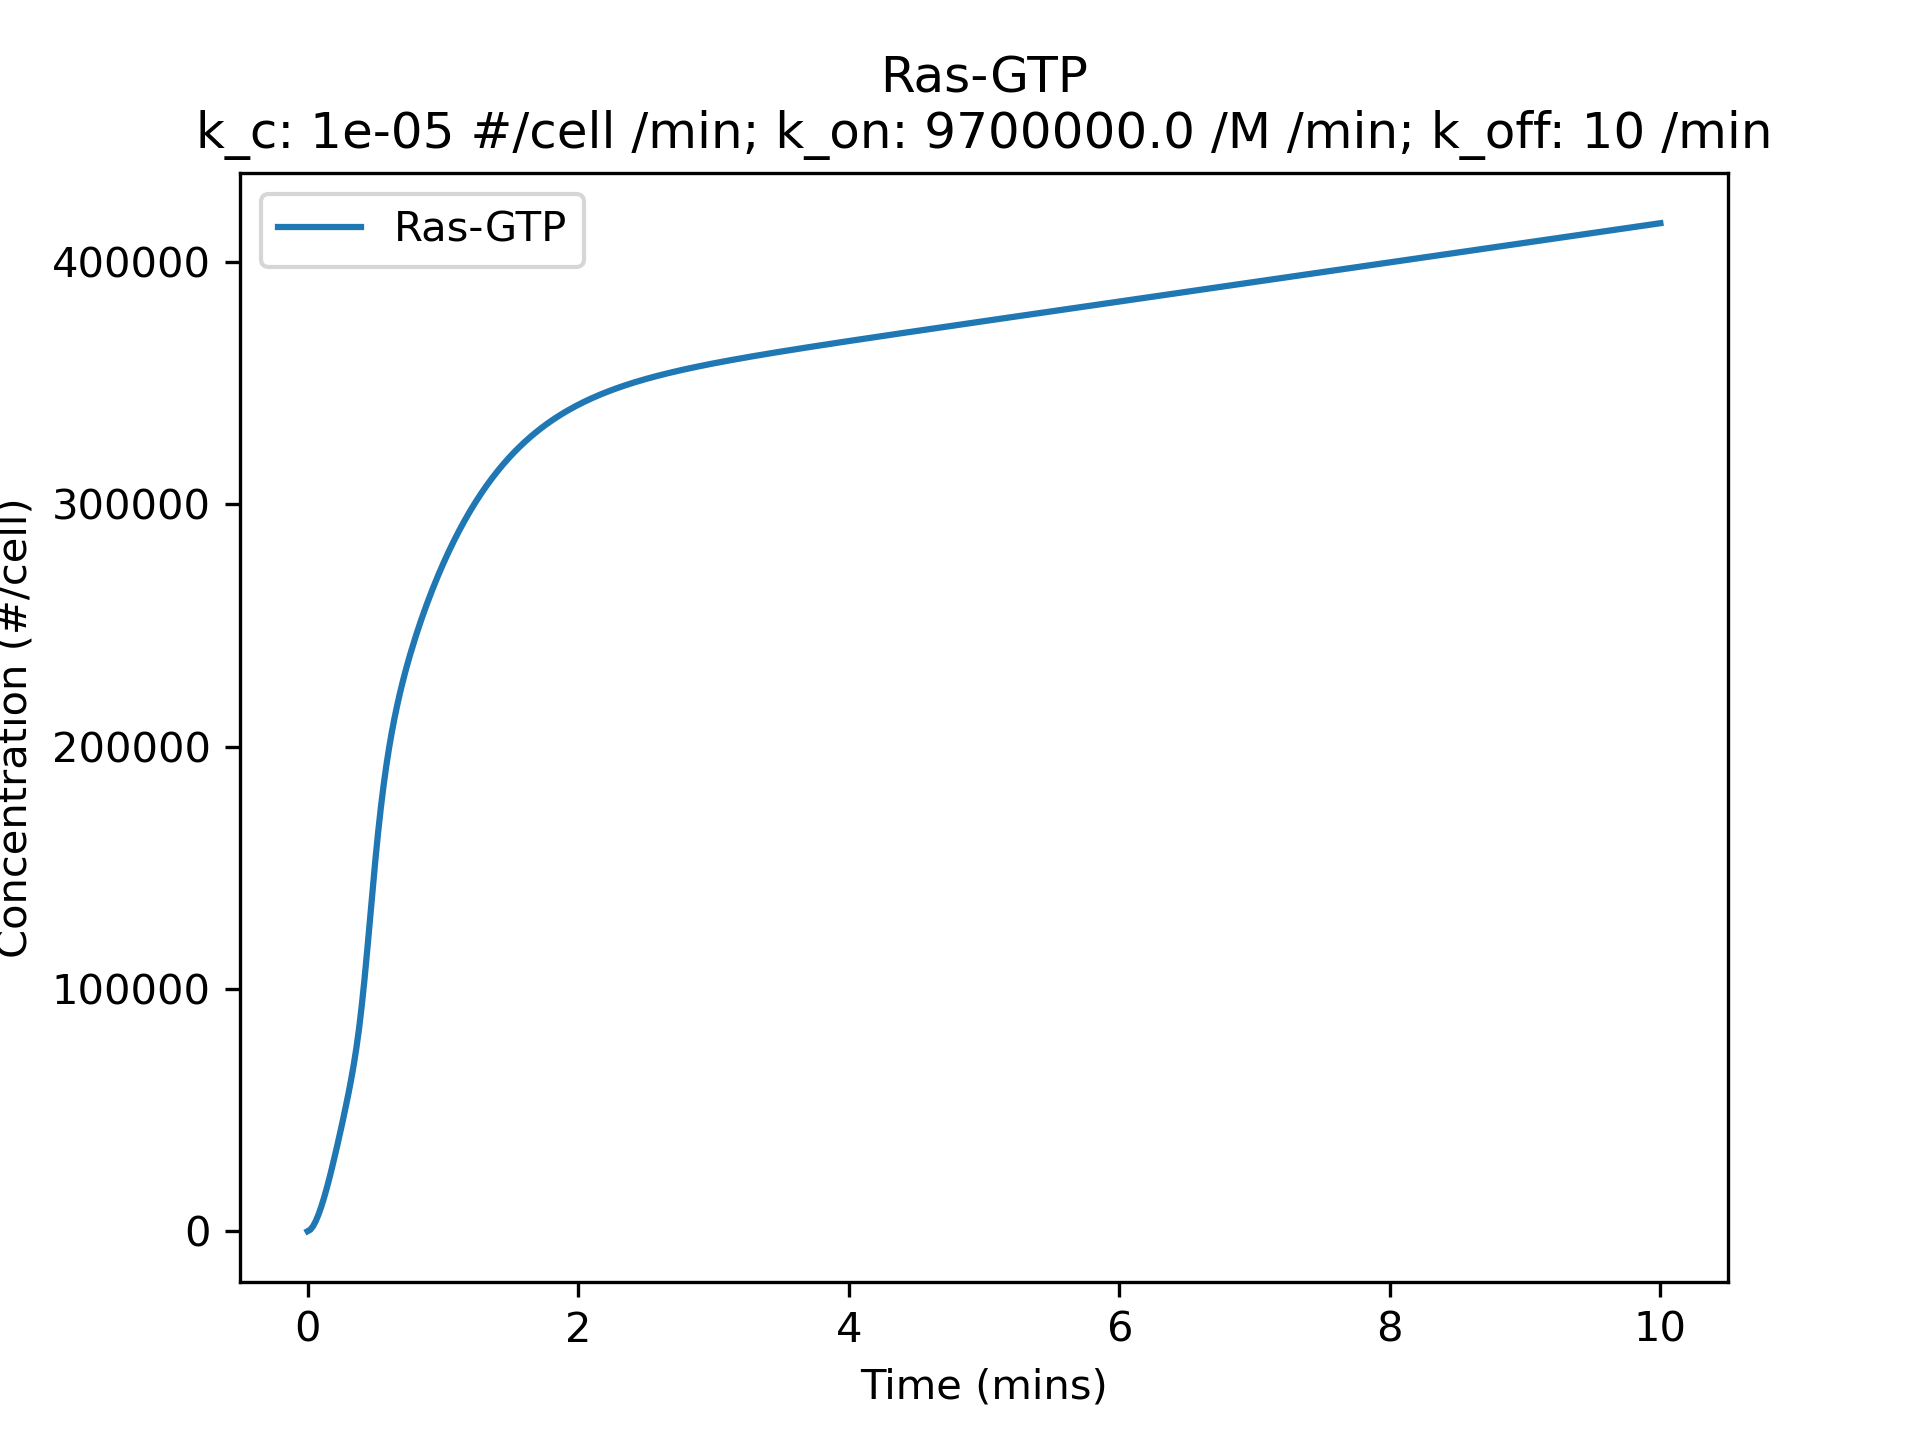 Ras-GTP
k_c: 1e-05 #/cell /min; k_on: 9700000.0 /M /min; k_off: 10 /min
Ras-GTP
400000
300000
200000
100000
0
Concentration (#/cell)
0 2 4 6 8 10
Time (mins)